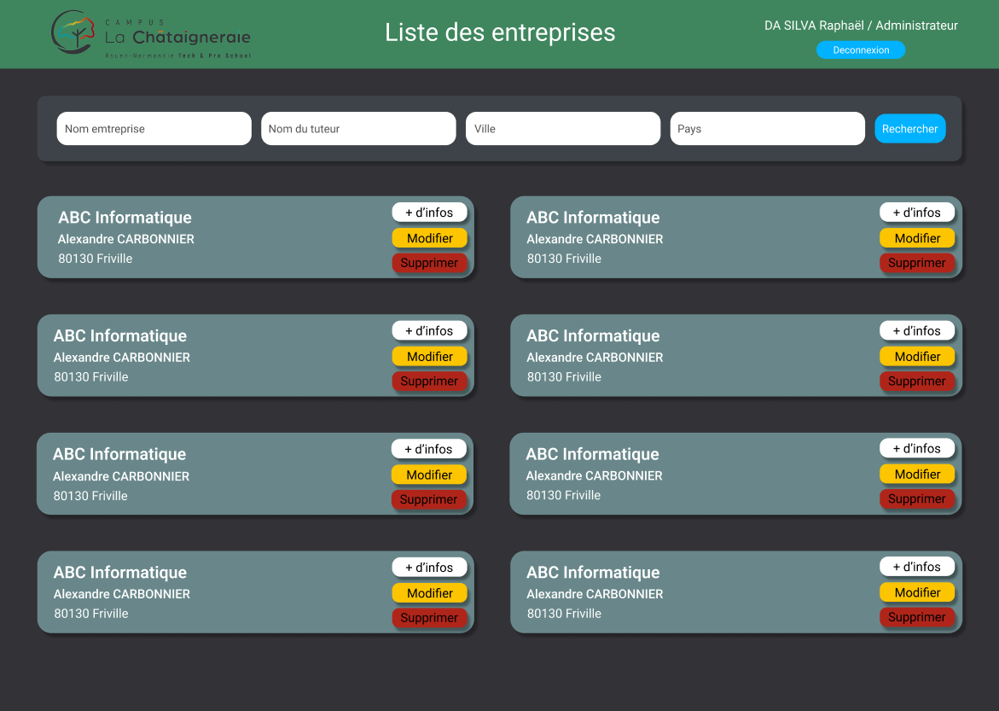 CAMPUS
La Châtaigneraie
Rouen-Normandie Tech & Pro School
Liste des entreprises
DA SILVA Raphaël / Administrateur
Deconnexion
Nom emtreprise
Nom du tuteur
Ville
Pays
Rechercher
ABC Informatique
Alexandre CARBONNIER
80130 Friville
+ d’infos
Modifier
Supprimer
ABC Informatique
Alexandre CARBONNIER
80130 Friville
+ d’infos
Modifier
Supprimer
ABC Informatique
Alexandre CARBONNIER
80130 Friville
+ d’infos
Modifier
Supprimer
ABC Informatique
Alexandre CARBONNIER
80130 Friville
+ d’infos
Modifier
Supprimer
ABC Informatique
Alexandre CARBONNIER
80130 Friville
+ d’infos
Modifier
Supprimer
ABC Informatique
Alexandre CARBONNIER
80130 Friville
+ d’infos
Modifier
Supprimer
ABC Informatique
Alexandre CARBONNIER
80130 Friville
+ d’infos
Modifier
Supprimer
ABC Informatique
Alexandre CARBONNIER
80130 Friville
+ d’infos
Modifier
Supprimer